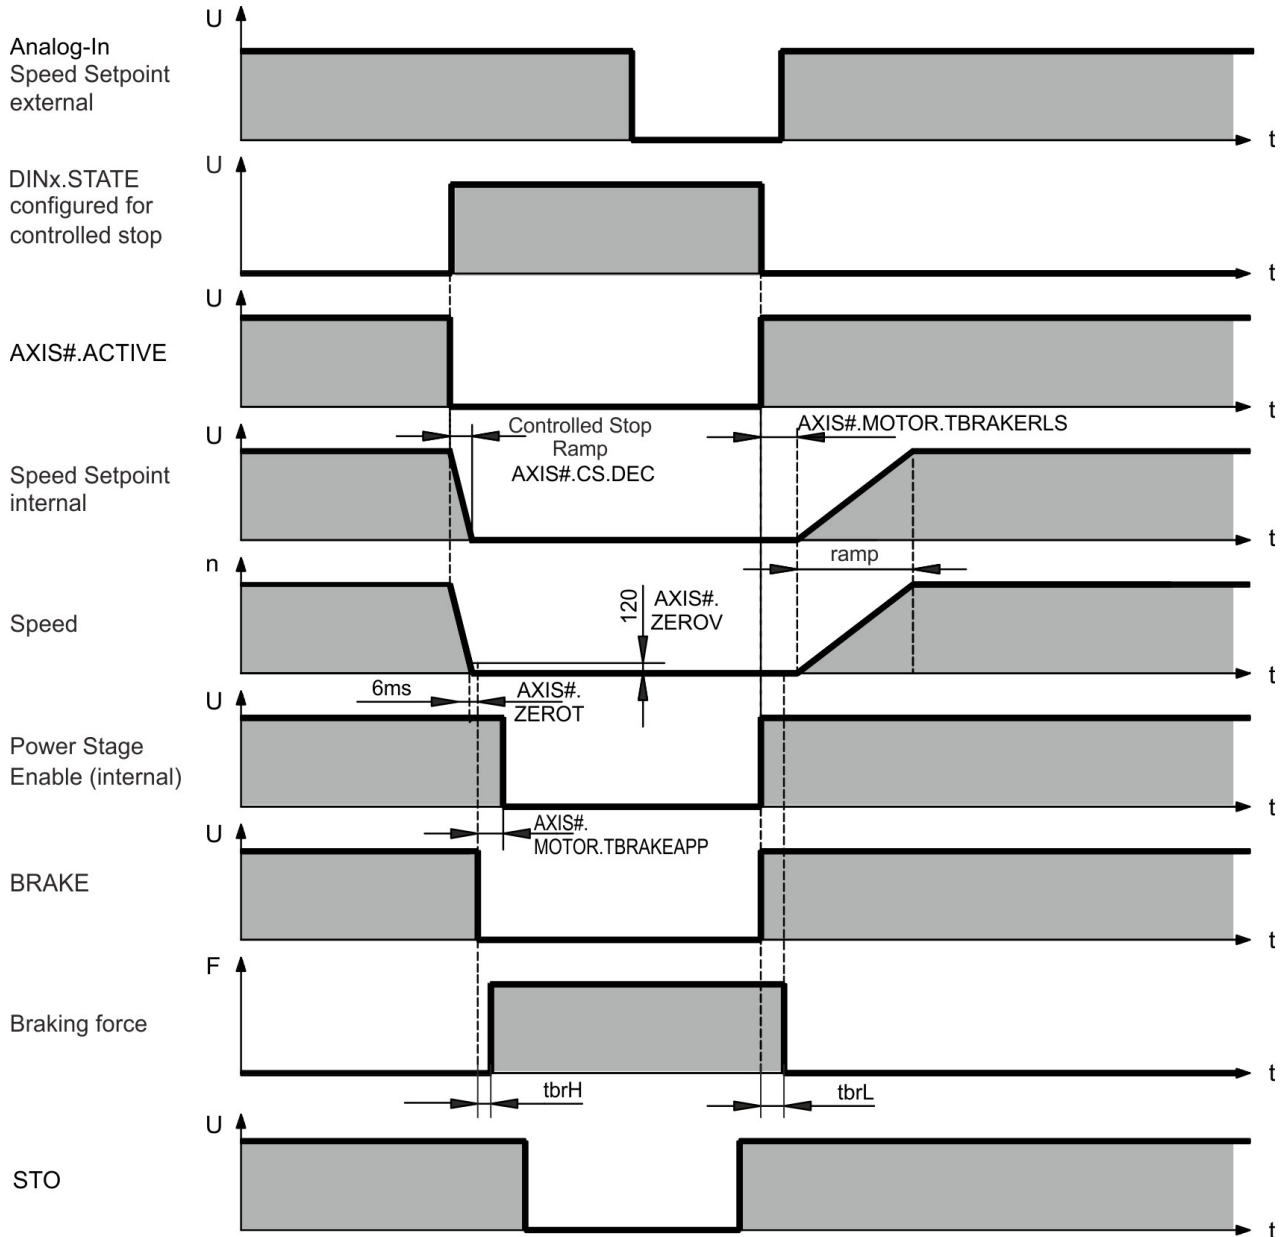 U
Analog-In
Speed Setpoint
external
t
U
DINx.STATE
configured for
controlled stop
t
U
AXIS#.ACTIVE
t
U
Controlled Stop
Ramp
AXIS#.CS.DEC
AXIS#.MOTOR.TBRAKERLS
Speed Setpoint
internal
t
ramp
n
120
AXIS#.
ZEROV
Speed
t
6ms
AXIS#.
ZEROT
U
Power Stage
Enable (internal)
t
AXIS#.
MOTOR.TBRAKEAPP
U
BRAKE
t
F
Braking force
t
tbrH
tbrL
U
STO
t